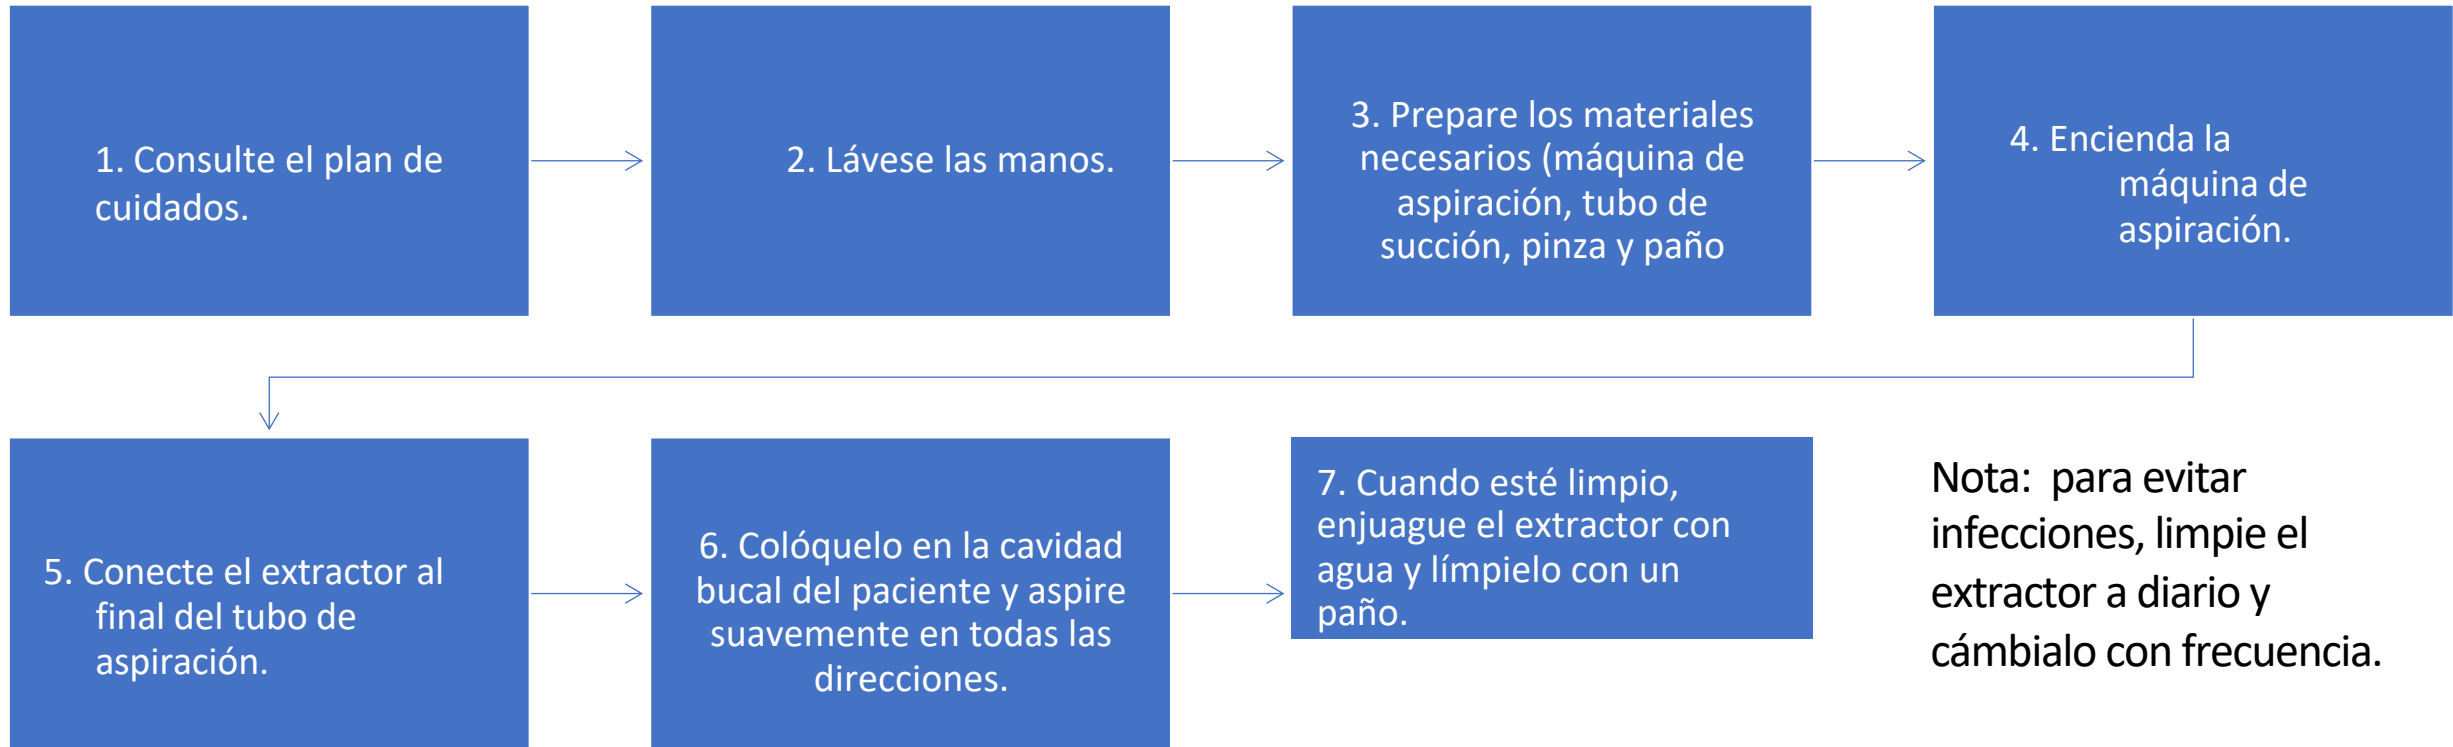 1. Consulte el plan de
cuidados.
2. Lávese las manos.
3. Prepare los materiales
necesarios (máquina de
aspiración, tubo de
succión, pinza y paño
4. Encienda la
máquina de
aspiración.
5. Conecte el extractor al
final del tubo de
aspiración.
6. Colóquelo en la cavidad
bucal del paciente y aspire
suavemente en todas las
direcciones.
7. Cuando esté limpio,
enjuague el extractor con
agua y límpielo con un
paño.
Nota: para evitar
infecciones, limpie el
extractor a diario y
cámbialo con frecuencia.